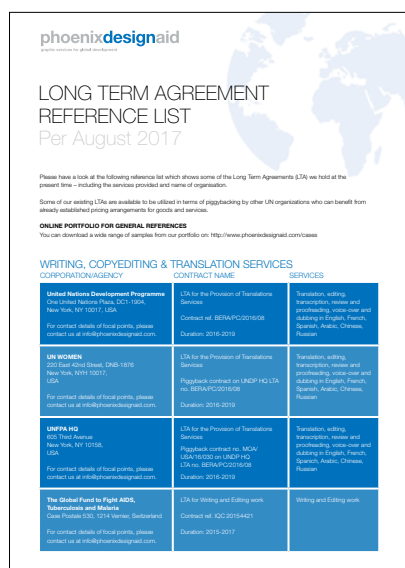 phoenixdesignaid
graphic services for global development
LONG TERM AGREEMENT
REFERENCE LIST
Per August 2017
Please have a look at the following reference list which shows some of the Long Term Agreements (LTA) we hold at the
present time – including the services provided and name of organisation.
Some of our existing LTAs are available to be utilized in terms of piggybacking by other UN organizations who can benefit from
already established pricing arrangements for goods and services.
ONLINE PORTFOLIO FOR GENERAL REFERENCES
You can download a wide range of samples from our portfolio on: http://www.phoenixdesignaid.com/cases
WRITING, COPYEDITING & TRANSLATION SERVICES
CORPORATION/AGENCY CONTRACT NAME SERVICES
United Nations Development Programme
One United Nations Plaza, DC1-1904,
New York, NY 10017, USA
For contact details of focal points, please
contact us at info@phoenixdesignaid.com.
LTA for the Provision of Translations
Services
Contract ref. BERA/PC/2016/08
Duration: 2016-2019
Translation, editing,
transcription, review and
proofreading, voice-over and
dubbing in English, French,
Spanish, Arabic, Chinese,
Russian
UN WOMEN
220 East 42nd Street, DNB-1876
New York, NYH 10017,
USA
For contact details of focal points, please
contact us at info@phoenixdesignaid.com.
LTA for the Provision of Translations
Services
Piggyback contract on UNDP HQ LTA
no. BERA/PC/2016/08
Duration: 2016-2019
Translation, editing,
transcription, review and
proofreading, voice-over and
dubbing in English, French,
Spanish, Arabic, Chinese,
Russian
UNFPA HQ
605 Third Avenue
New York, NY 10158,
USA
For contact details of focal points, please
contact us at info@phoenixdesignaid.com.
LTA for the Provision of Translations
Services
Piggyback contract no. MOA/
USA/16/030 on UNDP HQ
LTA no. BERA/PC/2016/08
Duration: 2016-2019
Translation, editing,
transcription, review and
proofreading, voice-over and
dubbing in English, French,
Spanich, Arabic, Chinese,
Russian
The Global Fund to Fight AIDS,
Tuberculosis and Malaria
Case Postale 530, 1214 Vernier, Switzerland
For contact details of focal points, please
contact us at info@phoenixdesignaid.com.
LTA for Writing and Editing work
Contract ref. IQC 20154421
Duration: 2015-2017
Writing and Editing work